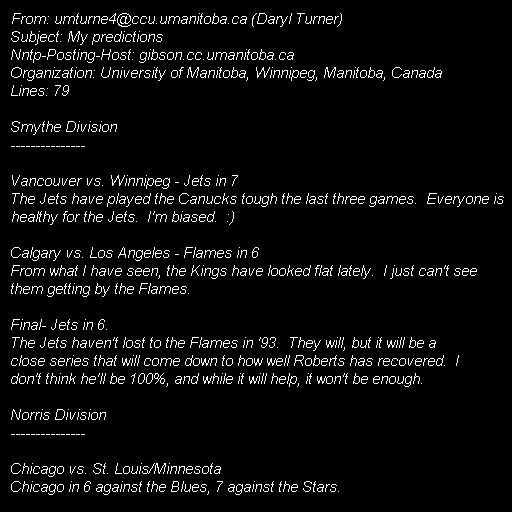 From: umturne4@ccu.umanitoba.ca (Daryl Turner)
Subject: My predictions
Nntp-Posting-Host: gibson.cc.umanitoba.ca
Organization: University of Manitoba, Winnipeg, Manitoba, Canada
Lines: 79

Smythe Division
---------------

Vancouver vs. Winnipeg - Jets in 7
The Jets have played the Canucks tough the last three games.  Everyone is
healthy for the Jets.  I'm biased.  :)

Calgary vs. Los Angeles - Flames in 6
From what I have seen, the Kings have looked flat lately.  I just can't see
them getting by the Flames.

Final- Jets in 6.
The Jets haven't lost to the Flames in '93.  They will, but it will be a
close series that will come down to how well Roberts has recovered.  I
don't think he'll be 100%, and while it will help, it won't be enough.

Norris Division
---------------

Chicago vs. St. Louis/Minnesota
Chicago in 6 against the Blues, 7 against the Stars.